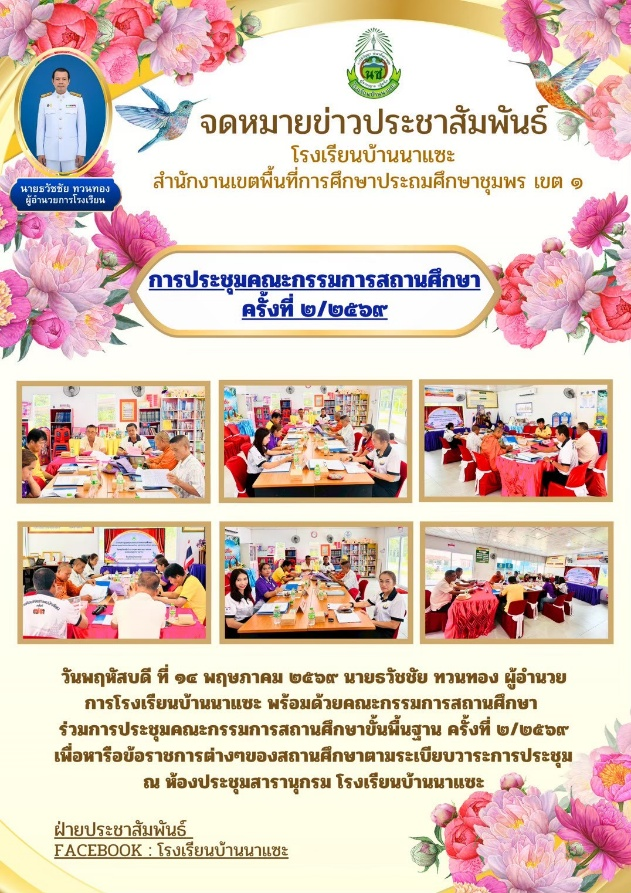 นช
จดหมายข่าวประชาสัมพันธ์
โรงเรียนบ้านนาแซะ
สำนักงานเขตพื้นที่การศึกษาประถมศึกษาชุมพร เขต ๑
นายธวัชชัย ทวนทอง
ผู้อำนวยการโรงเรียน
การประชุมคณะกรรมการสถานศึกษา
ครั้งที่ ๒/๒๕๖๙
วันพฤหัสบดี ที่ ๑๔ พฤษภาคม ๒๕๖๙ นายธวัชชัย ทวนทอง ผู้อำนวย
การโรงเรียนบ้านนาแซะ พร้อมด้วยคณะกรรมการสถานศึกษา
ร่วมการประชุมคณะกรรมการสถานศึกษาขั้นพื้นฐาน ครั้งที่ ๒/๒๕๖๙
เพื่อหารือข้อราชการต่างๆของสถานศึกษาตามระเบียบวาระการประชุม
ณ ห้องประชุมสารานุกรม โรงเรียนบ้านนาแซะ
ฝ่ายประชาสัมพันธ์
FACEBOOK : โรงเรียนบ้านนาแซะ